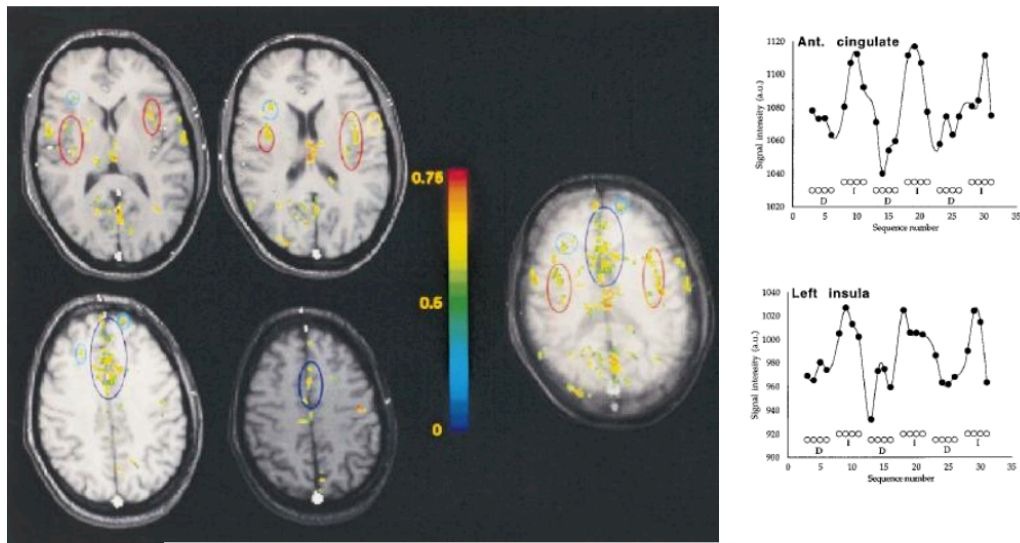 0.75
0.5
0
Ant. cingulate
Signal intensity (a.u.)
1120
1100
1080
1060
1040
1020
D I D I D I
0 5 10 15 20 25 30 35
Sequence number
Left insula
Signal intensity (a.u.)
1040
1020
1000
980
960
940
920
900
D I D I D I
0 5 10 15 20 25 30 35
Sequence number